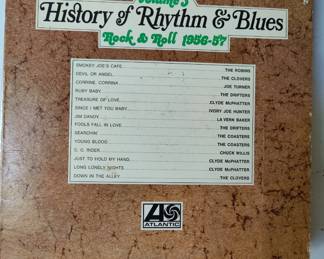 Volume 3
History of Rhythm & Blues
Rock & Roll 1956-57
SMOKEY JOE'S CAFE THE ROBINS
DEVIL OR ANGEL THE CLOVERS
CORRINE, CORRINA JOE TURNER
RUBY BABY THE DRIFTERS
TREASURE OF LOVE CLYDE McPHATTER
SINCE I MET YOU BABY IVORY JOE HUNTER
JIM DANDY LA VERN BAKER
FOOLS FALL IN LOVE THE DRIFTERS
SEARCHIN' THE COASTERS
YOUNG BLOOD THE COASTERS
C. C. RIDER CHUCK WILLIS
JUST TO HOLD MY HAND CLYDE McPHATTER
LONG LONELY NIGHTS CLYDE McPHATTER
DOWN IN THE ALLEY THE CLOVERS
ATLANTIC